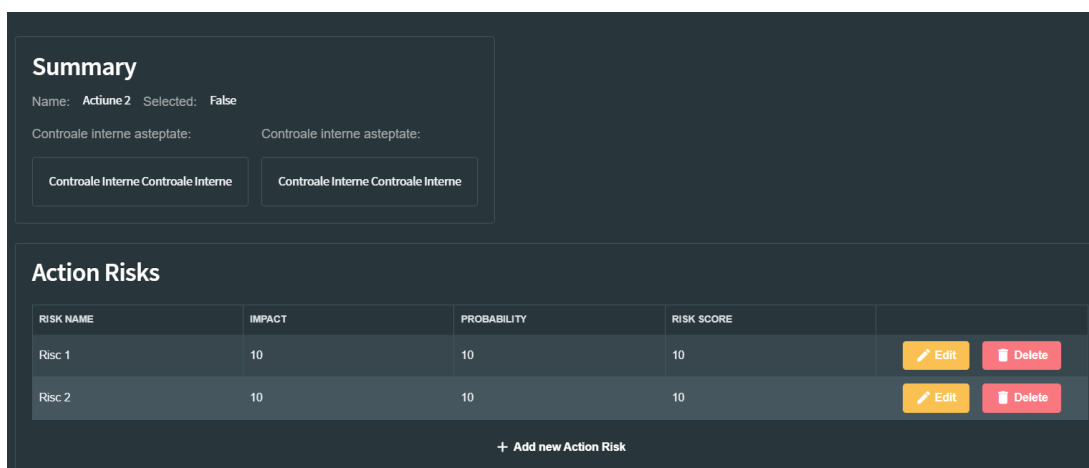 Summary
Name: Actiune 2 Selected: False
Controale interne asteptate: Controale interne asteptate:
Controale Interne Controale Interne Controale Interne Controale Interne
Action Risks
RISK NAME IMPACT PROBABILITY RISK SCORE
Risc 1 10 10 10 Edit Delete
Risc 2 10 10 10 Edit Delete
+ Add new Action Risk